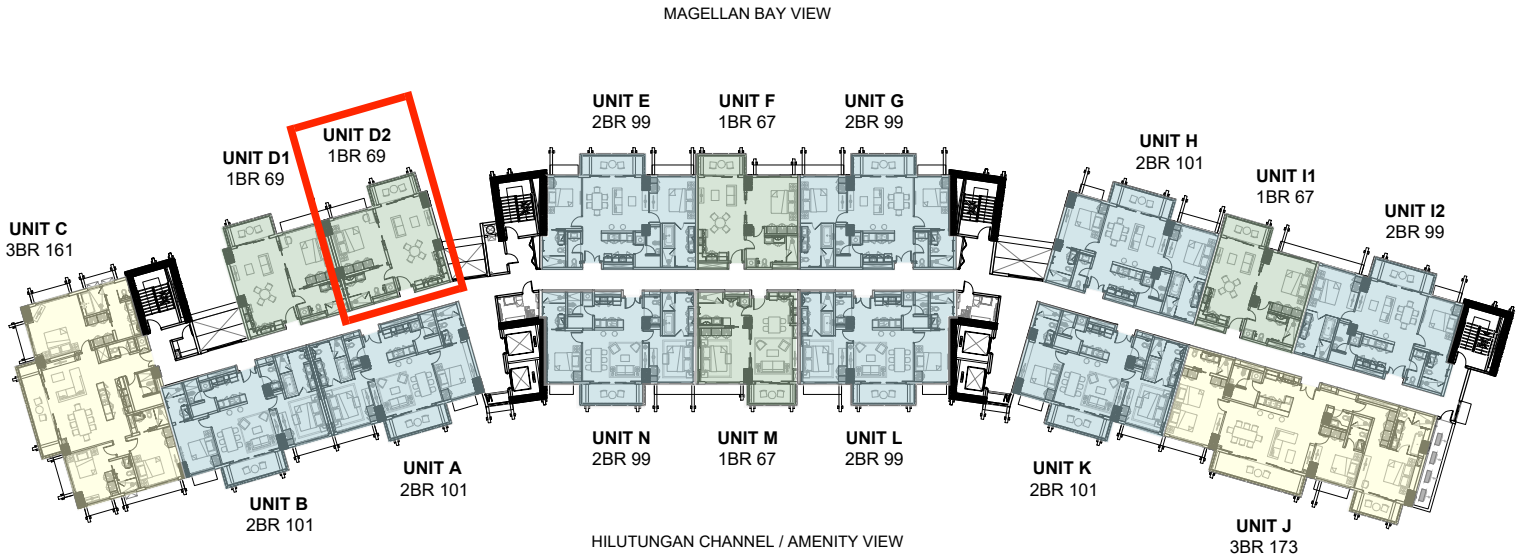 MAGELLAN BAY VIEW
UNIT E
2BR 99
UNIT F
1BR 67
UNIT G
2BR 99
UNIT D2
1BR 69
UNIT D1
1BR 69
UNIT H
2BR 101
UNIT I1
1BR 67
UNIT I2
2BR 99
UNIT C
3BR 161
UNIT N
2BR 99
UNIT M
1BR 67
UNIT L
2BR 99
UNIT A
2BR 101
UNIT K
2BR 101
UNIT B
2BR 101
UNIT J
3BR 173
HILUTUNGAN CHANNEL / AMENITY VIEW